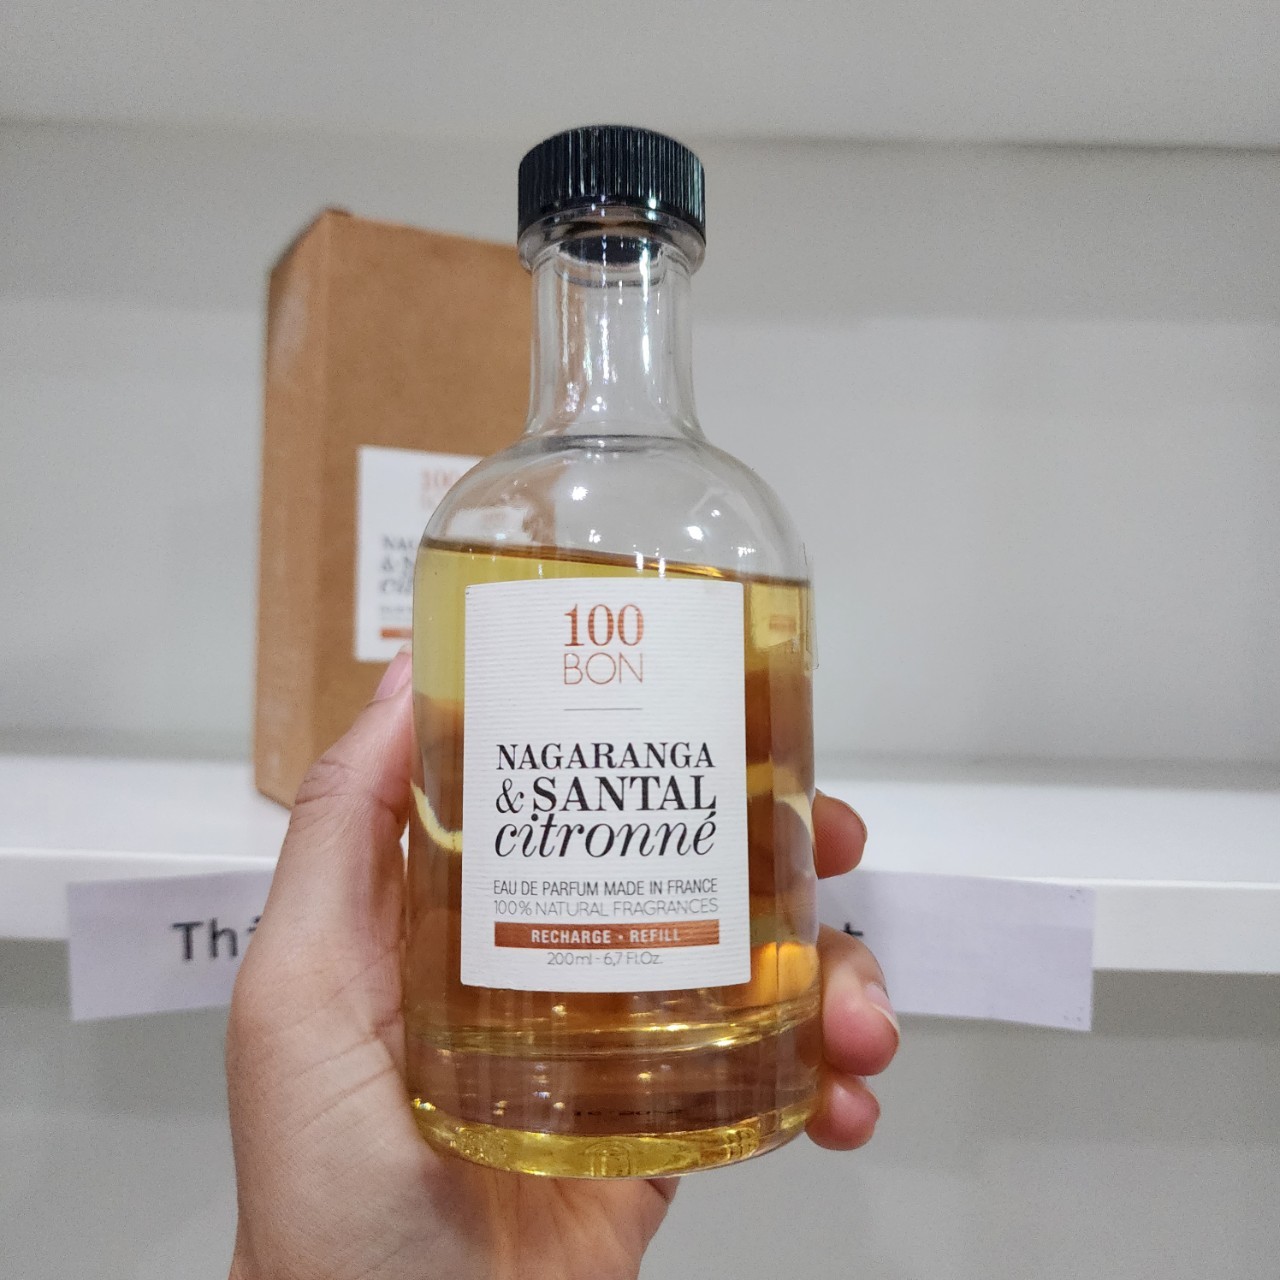 100
BON
NAGARANGA
& SANTAL
citronné
EAU DE PARFUM MADE IN FRANCE
100% NATURAL FRAGRANCES
RECHARGE • REFILL
200ml - 6,7 Fl.Oz.
100